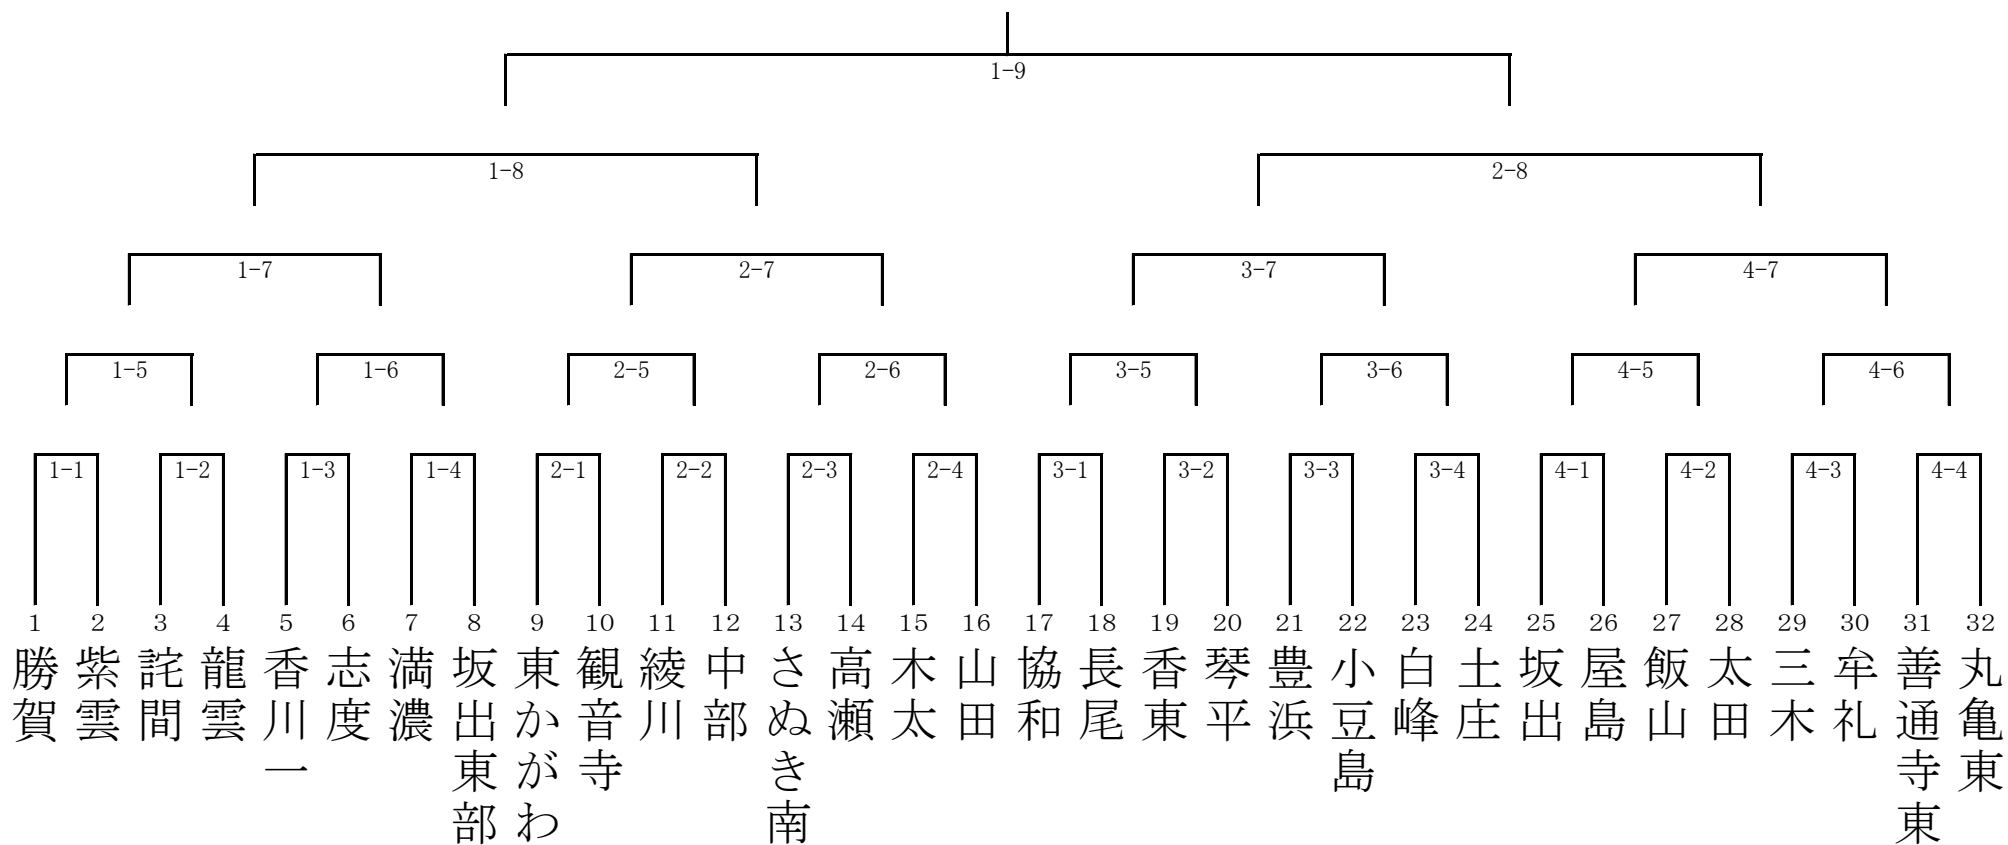 1-9
1-8 2-8
1-7 2-7 3-7 4-7
1-5 1-6 2-5 2-6 3-5 3-6 4-5 4-6
1-1 1-2 1-3 1-4 2-1 2-2 2-3 2-4 3-1 3-2 3-3 3-4 4-1 4-2 4-3 4-4
1 2 3 4 5 6 7 8 9 10 11 12 13 14 15 16 17 18 19 20 21 22 23 24 25 26 27 28 29 30 31 32
勝賀
紫雲
詫間
龍雲
香川一
志度
満濃
坂出東部
東かがわ
観音寺
綾川
中部
さぬき南
高瀬
木太
山田
協和
長尾
香東
琴平
豊浜
小豆島
白峰
土庄
坂出
屋島
飯山
太田
三木
牟礼
善通寺東
丸亀東